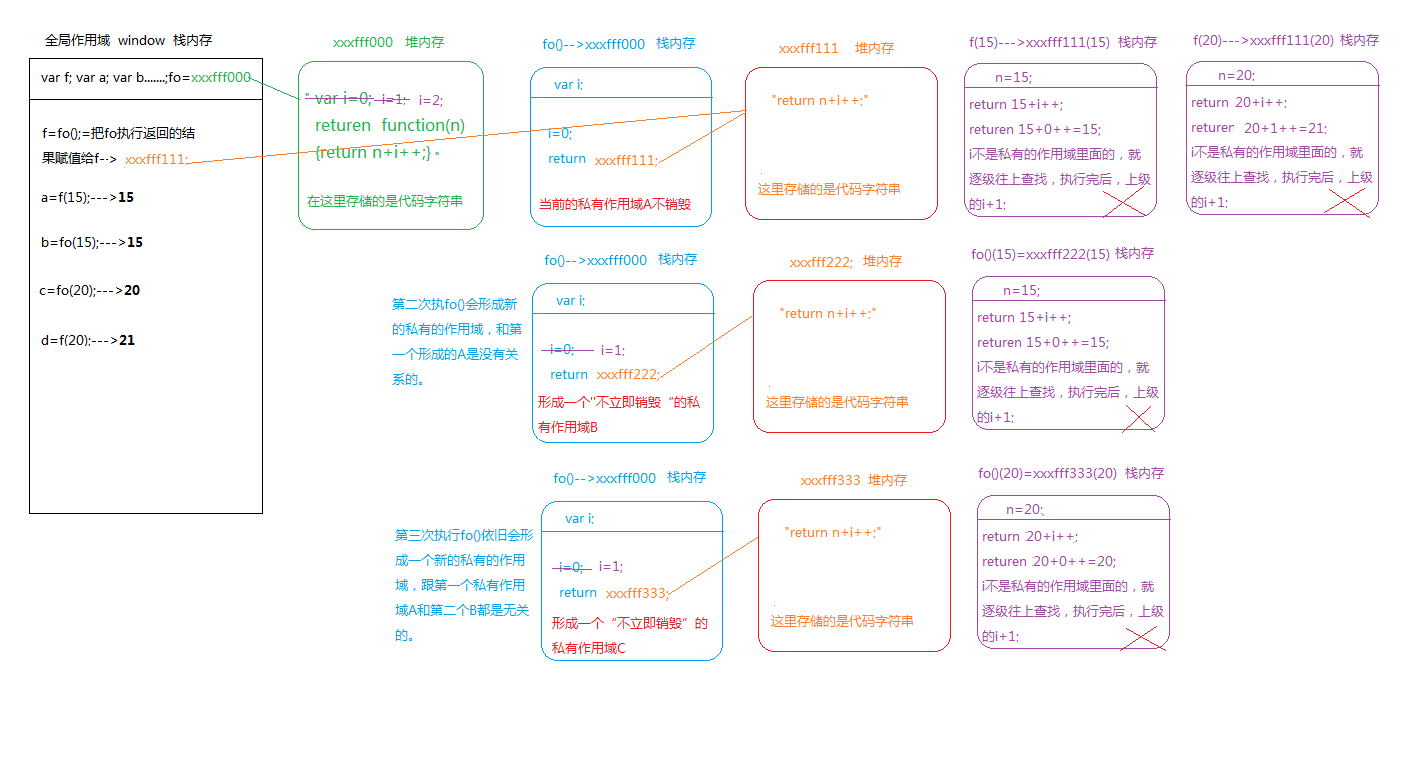 全局作用域 window 栈内存
var f; var a; var b.......;fo=xxxfff000
f=fo();=把fo执行返回的结
果赋值给f--> xxxfff111;
a=f(15);--->15
b=fo(15);--->15
c=fo(20);--->20
d=f(20);--->21
xxxfff000 堆内存
" var i=0; i=1; i=2;
returen function(n)
{return n+i++;} "
在这里存储的是代码字符串
fo()-->xxxfff000 栈内存
var i;
i=0;
return xxxfff111;
当前的私有作用域A不销毁
xxxfff111 堆内存
"return n+i++;"
这里存储的是代码字符串
f(15)--->xxxfff111(15) 栈内存
n=15;
return 15+i++;
returen 15+0++=15;
i不是私有的作用域里面的，就
逐级往上查找，执行完后，上级
的i+1;
f(20)--->xxxfff111(20) 栈内存
n=20;
return 20+i++;
returen 20+1++=21;
i不是私有的作用域里面的，就
逐级往上查找，执行完后，上级
的i+1;
第二次执fo()会形成新
的私有的作用域，和第
一个形成的A是没有关
系的。
fo()-->xxxfff000 栈内存
var i;
i=0; i=1;
return xxxfff222;
形成一个"不立即销毁“的私
有作用域B
xxxfff222; 堆内存
"return n+i++;"
这里存储的是代码字符串
fo()(15)=xxxfff222(15) 栈内存
n=15;
return 15+i++;
returen 15+0++=15;
i不是私有的作用域里面的，就
逐级往上查找，执行完后，上级
的i+1;
第三次执行fo()依旧会形
成一个新的私有的作用
域，跟第一个私有作用
域A和第二个B都是无关
的。
fo()-->xxxfff000 栈内存
var i;
i=0; i=1;
return xxxfff333;
形成一个“不立即销毁”的
私有作用域C
xxxfff333 堆内存
"return n+i++;"
这里存储的是代码字符串
fo()(20)=xxxfff333(20) 栈内存
n=20;
return 20+i++;
returen 20+0++=20;
i不是私有的作用域里面的，就
逐级往上查找，执行完后，上级
的i+1;